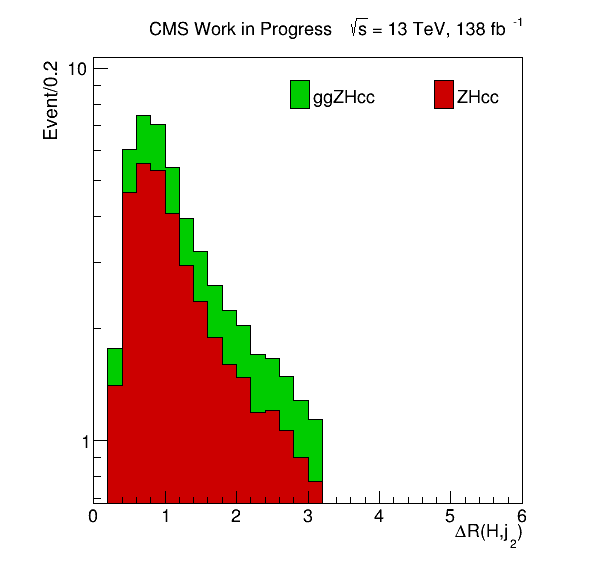 CMS Work in Progress √s = 13 TeV, 138 fb⁻¹
Event/0.2
10
1
ggZHcc
ZHcc
0 1 2 3 4 5 6
ΔR(H,j₂)